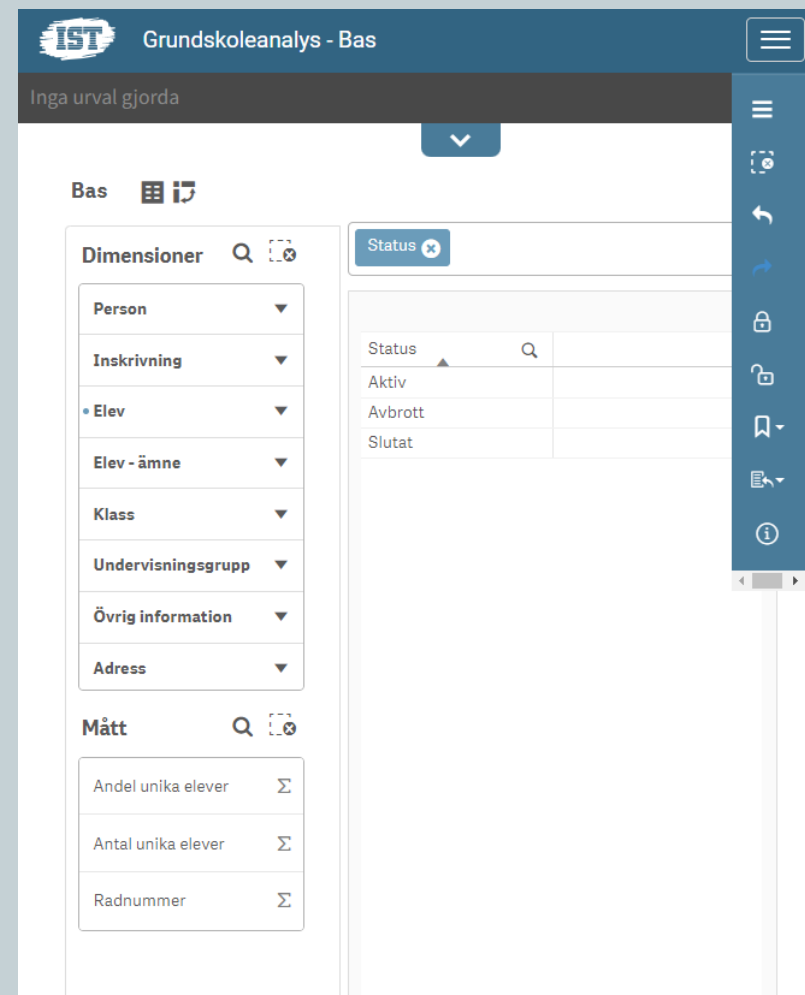 IST
Grundskoleanalys - Bas
Inga urval gjorda
Bas
Dimensioner
Person
Inskrivning
Elev
Elev - ämne
Klass
Undervisningsgrupp
Övrig information
Adress
Mått
Andel unika elever Σ
Antal unika elever Σ
Radnummer Σ
Status
Status
Aktiv
Avbrott
Slutat